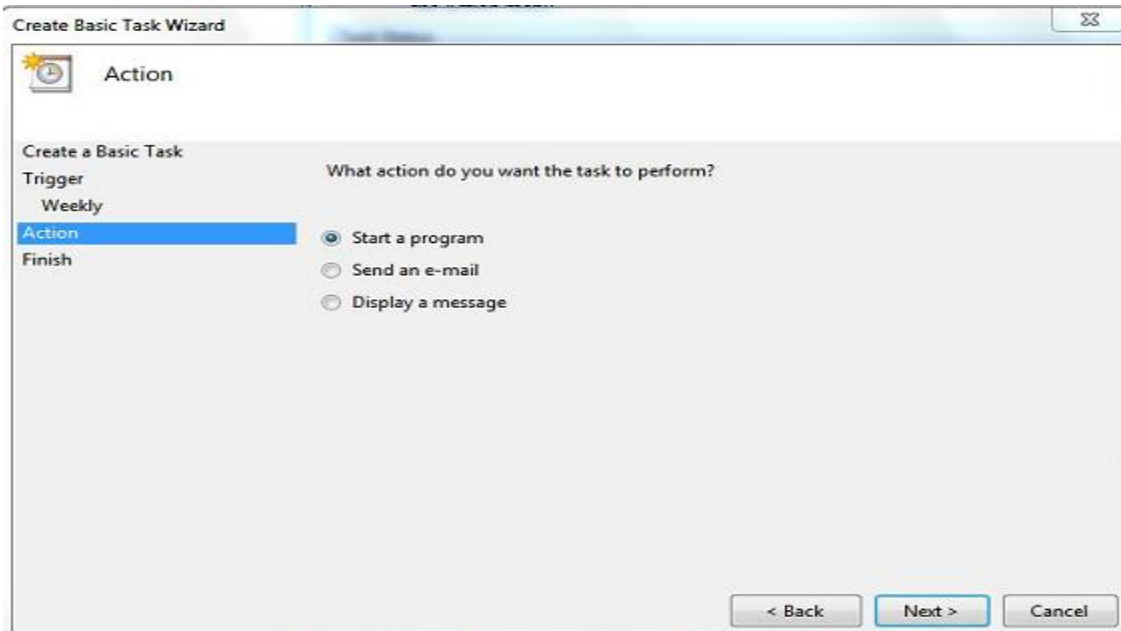 Create Basic Task Wizard
Action
Create a Basic Task
Trigger
Weekly
Action
Finish
What action do you want the task to perform?
Start a program
Send an e-mail
Display a message
< Back
Next >
Cancel